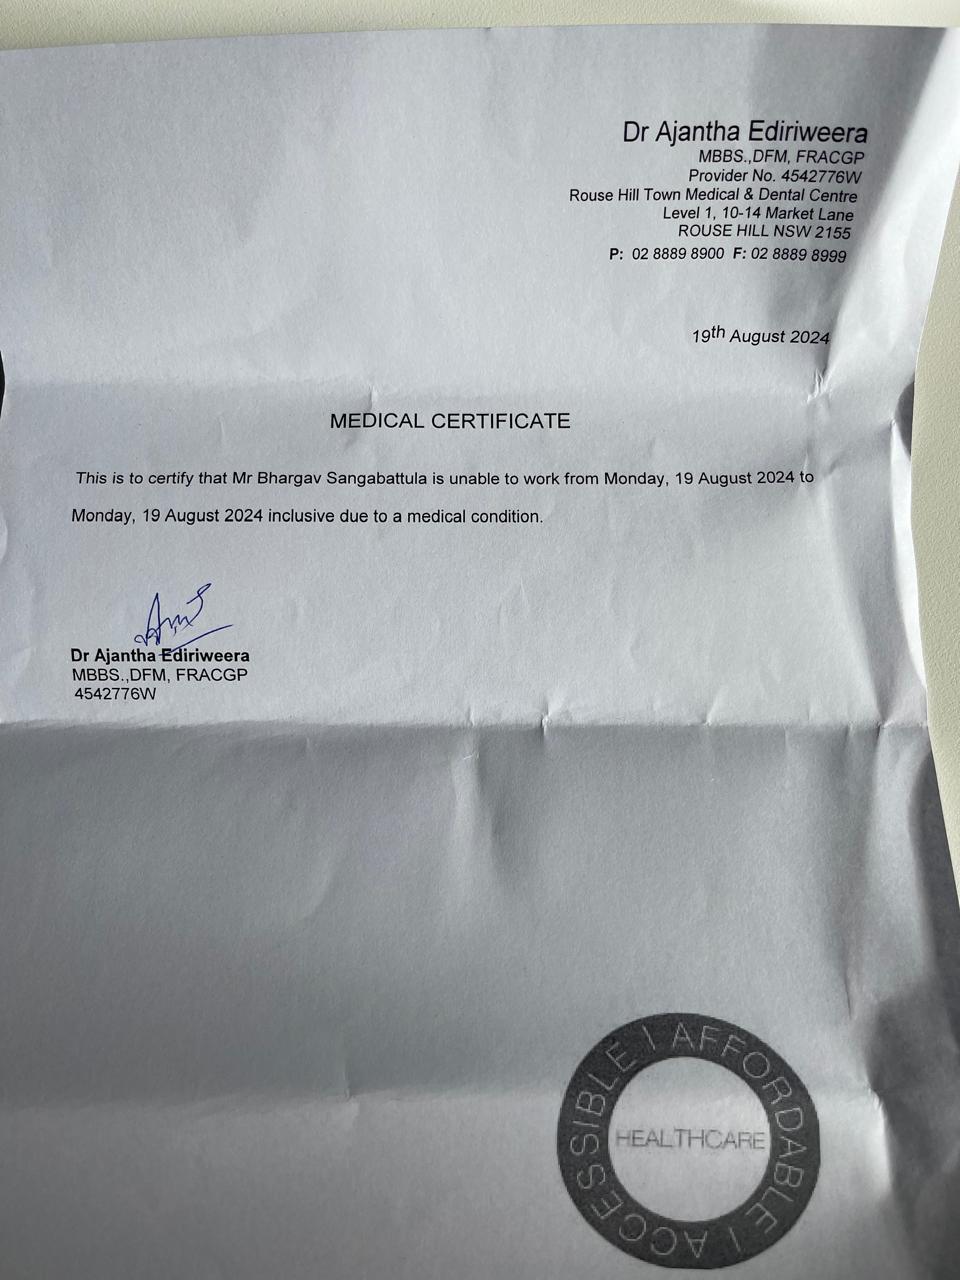 Dr Ajantha Ediriweera
MBBS.,DFM, FRACGP
Provider No. 4542776W
Rouse Hill Town Medical & Dental Centre
Level 1, 10-14 Market Lane
ROUSE HILL NSW 2155
P: 02 8889 8900 F: 02 8889 8999
19th August 2024
MEDICAL CERTIFICATE
This is to certify that Mr Bhargav Sangabattula is unable to work from Monday, 19 August 2024 to
Monday, 19 August 2024 inclusive due to a medical condition.
Dr Ajantha Ediriweera
MBBS.,DFM, FRACGP
4542776W
ACCESSIBLE | AFFORDABLE |
HEALTHCARE